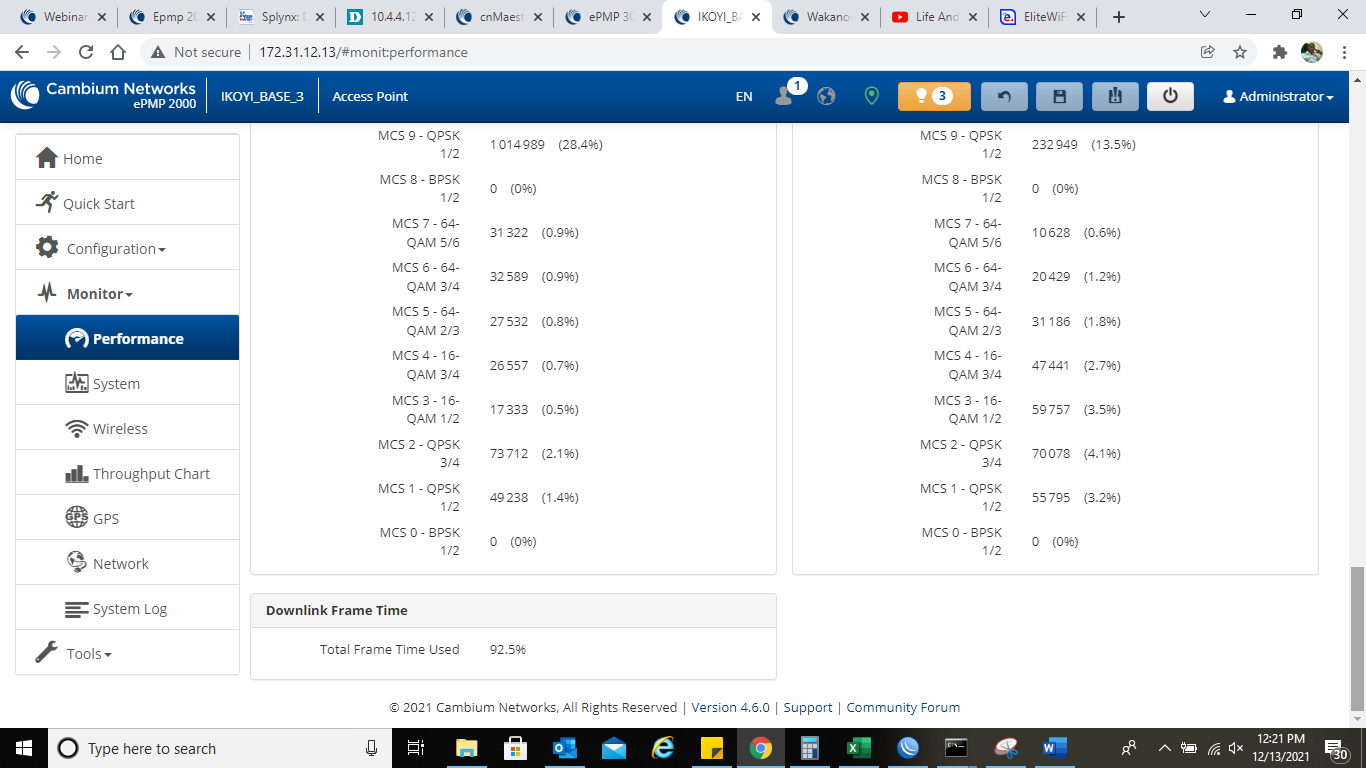 Webinar
Epmp 20
Splynx: D
10.4.4.12
cnMaest
ePMP 30
IKOYI_BA
Wakano
Life And
EliteWiFi
Not secure | 172.31.12.13/#monit:performance
Cambium Networks
ePMP 2000
IKOYI_BASE_3
Access Point
EN
1
3
Administrator
Home
Quick Start
Configuration
Monitor
Performance
System
Wireless
Throughput Chart
GPS
GPS
Network
System Log
Tools
MCS 9 - QPSK
1/2
1 014 989 (28.4%)
MCS 8 - BPSK
1/2
0 (0%)
MCS 7 - 64-
QAM 5/6
31 322 (0.9%)
MCS 6 - 64-
QAM 3/4
32 589 (0.9%)
MCS 5 - 64-
QAM 2/3
27 532 (0.8%)
MCS 4 - 16-
QAM 3/4
26 557 (0.7%)
MCS 3 - 16-
QAM 1/2
17 333 (0.5%)
MCS 2 - QPSK
3/4
73 712 (2.1%)
MCS 1 - QPSK
1/2
49 238 (1.4%)
MCS 0 - BPSK
1/2
0 (0%)
MCS 9 - QPSK
1/2
232 949 (13.5%)
MCS 8 - BPSK
1/2
0 (0%)
MCS 7 - 64-
QAM 5/6
10 628 (0.6%)
MCS 6 - 64-
QAM 3/4
20 429 (1.2%)
MCS 5 - 64-
QAM 2/3
31 186 (1.8%)
MCS 4 - 16-
QAM 3/4
47 441 (2.7%)
MCS 3 - 16-
QAM 1/2
59 757 (3.5%)
MCS 2 - QPSK
3/4
70 078 (4.1%)
MCS 1 - QPSK
1/2
55 795 (3.2%)
MCS 0 - BPSK
1/2
0 (0%)
Downlink Frame Time
Total Frame Time Used 92.5%
© 2021 Cambium Networks, All Rights Reserved | Version 4.6.0 | Support | Community Forum
Type here to search
12:21 PM
12/13/2021
30